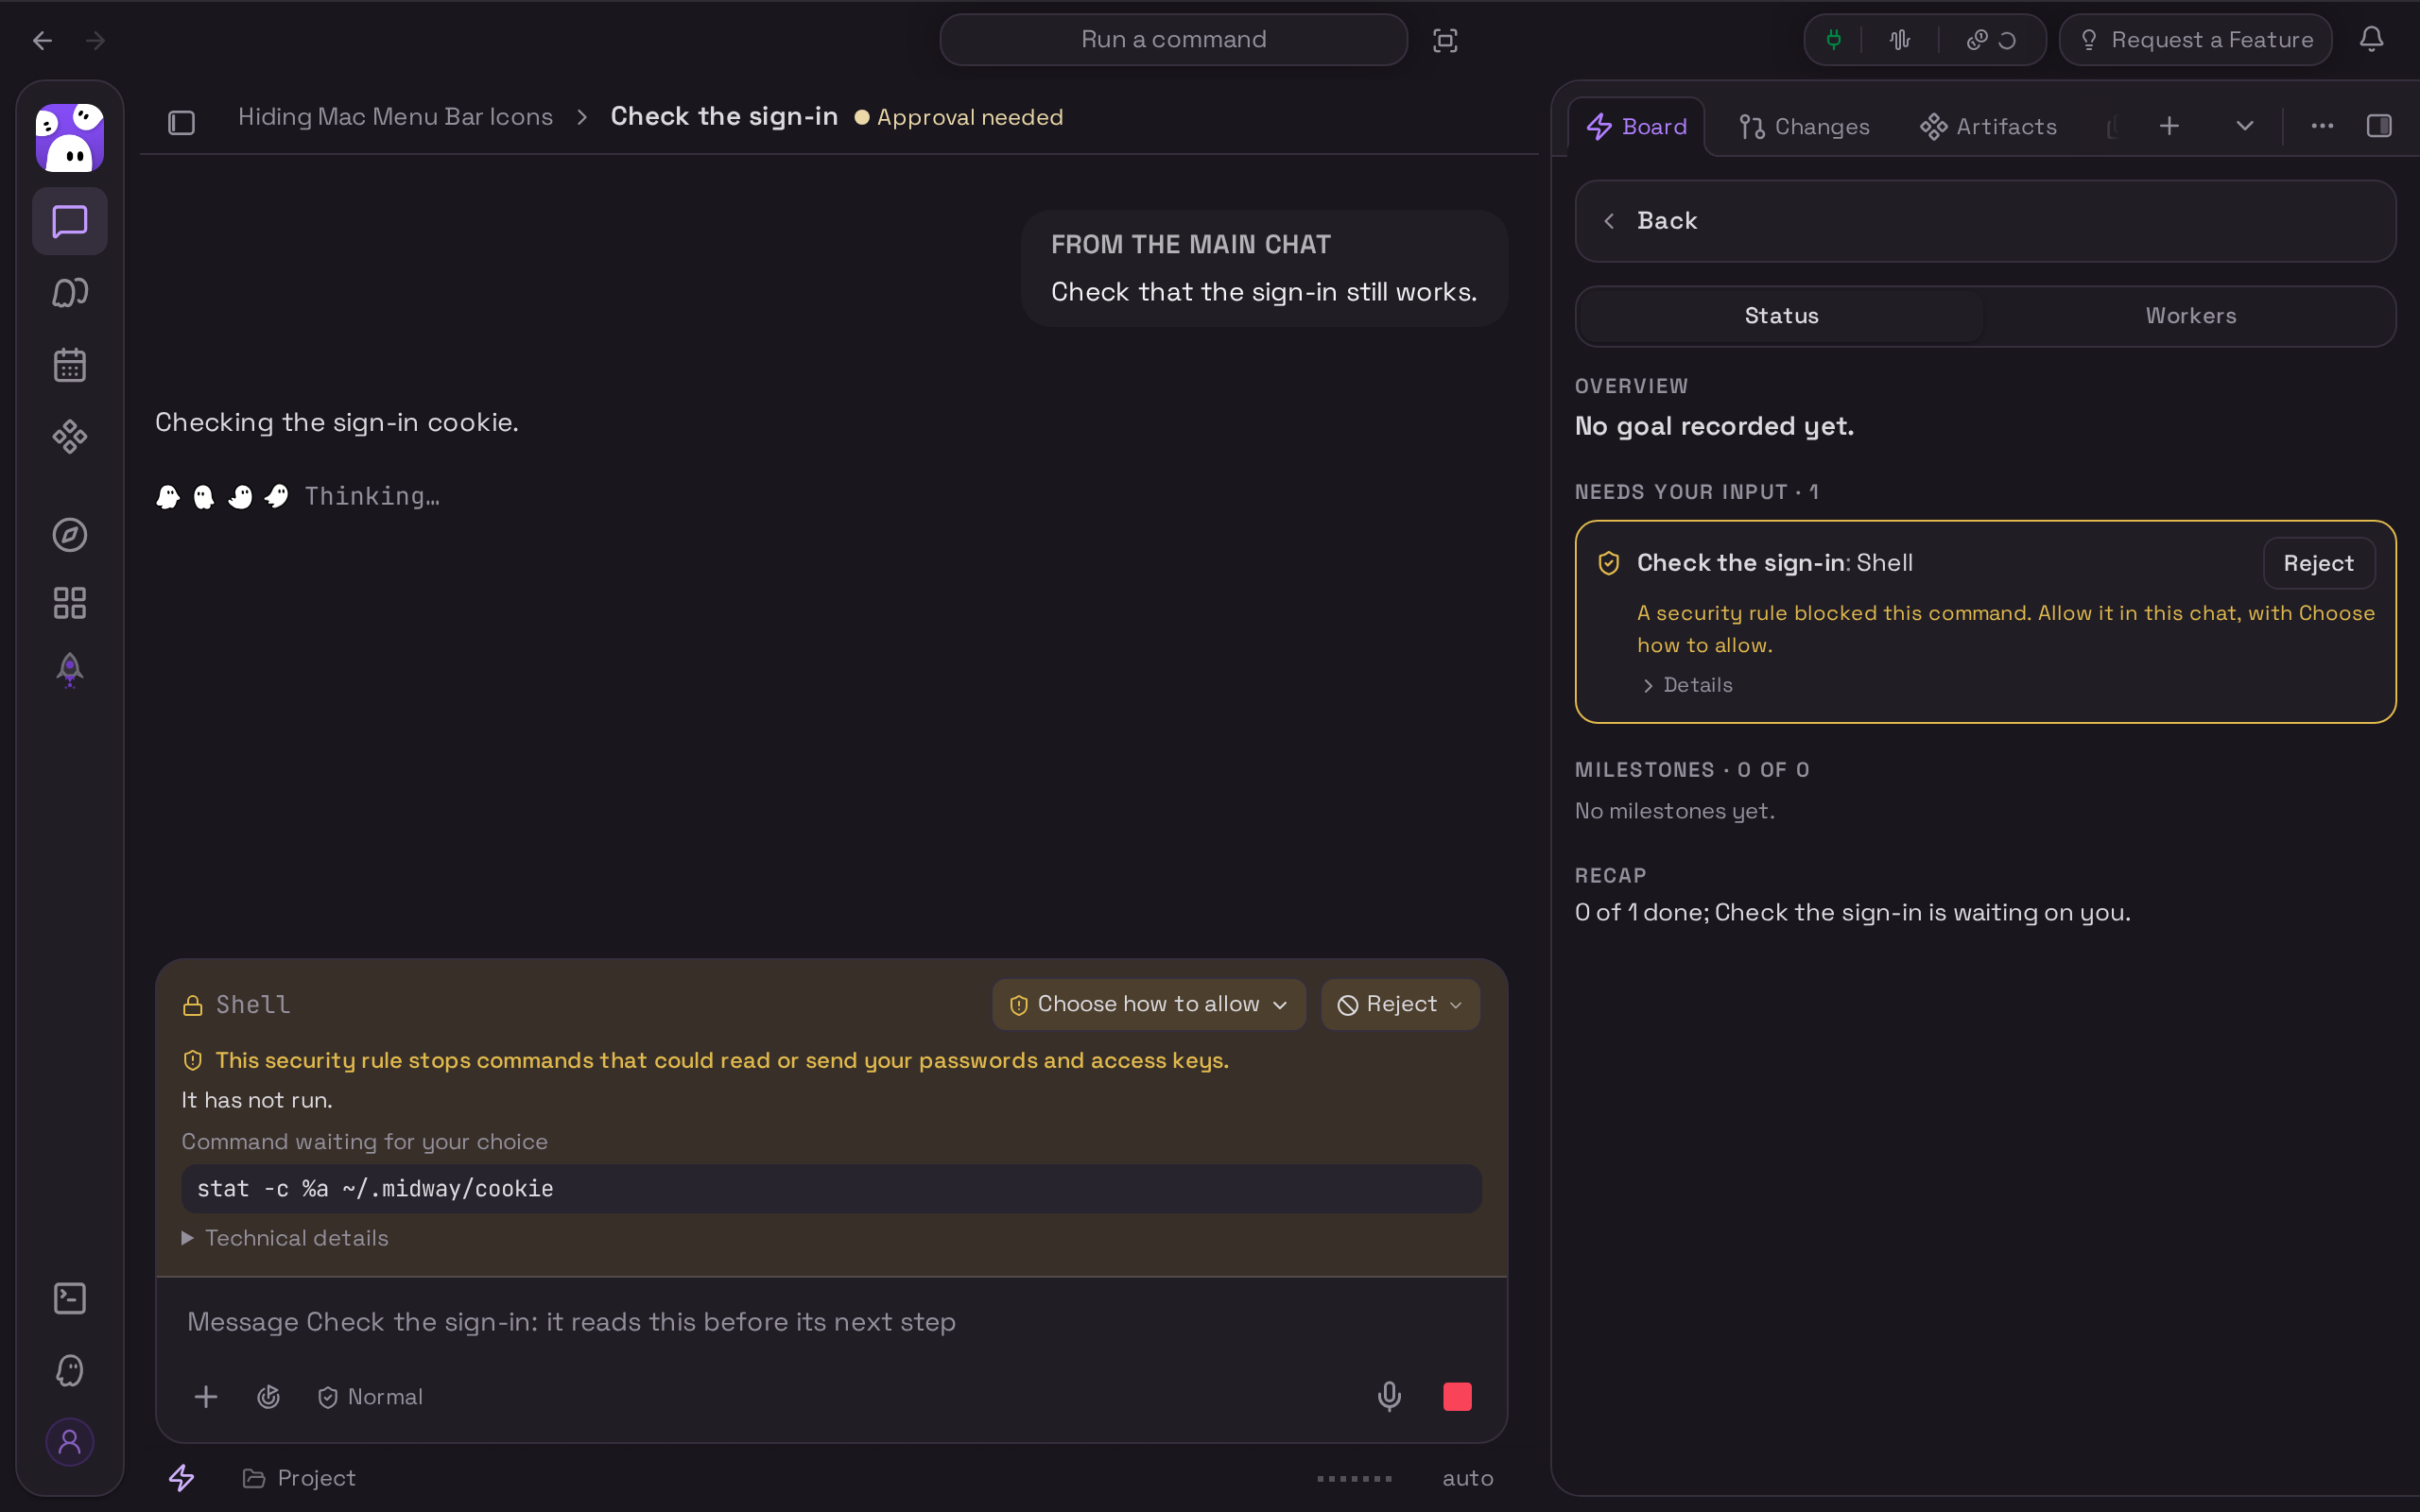 Run a command
Request a Feature
Hiding Mac Menu Bar Icons
Check the sign-in
Approval needed
FROM THE MAIN CHAT
Check that the sign-in still works.
Checking the sign-in cookie.
Thinking…
Shell
Choose how to allow
Reject
This security rule stops commands that could read or send your passwords and access keys.
It has not run.
Command waiting for your choice
stat -c %a ~/.midway/cookie
Technical details
Message Check the sign-in: it reads this before its next step
Normal
Project
auto
Board
Changes
Artifacts
Back
Status
Workers
OVERVIEW
No goal recorded yet.
NEEDS YOUR INPUT · 1
Check the sign-in: Shell
Reject
A security rule blocked this command. Allow it in this chat, with Choose
how to allow.
Details
MILESTONES · 0 OF 0
No milestones yet.
RECAP
0 of 1 done; Check the sign-in is waiting on you.